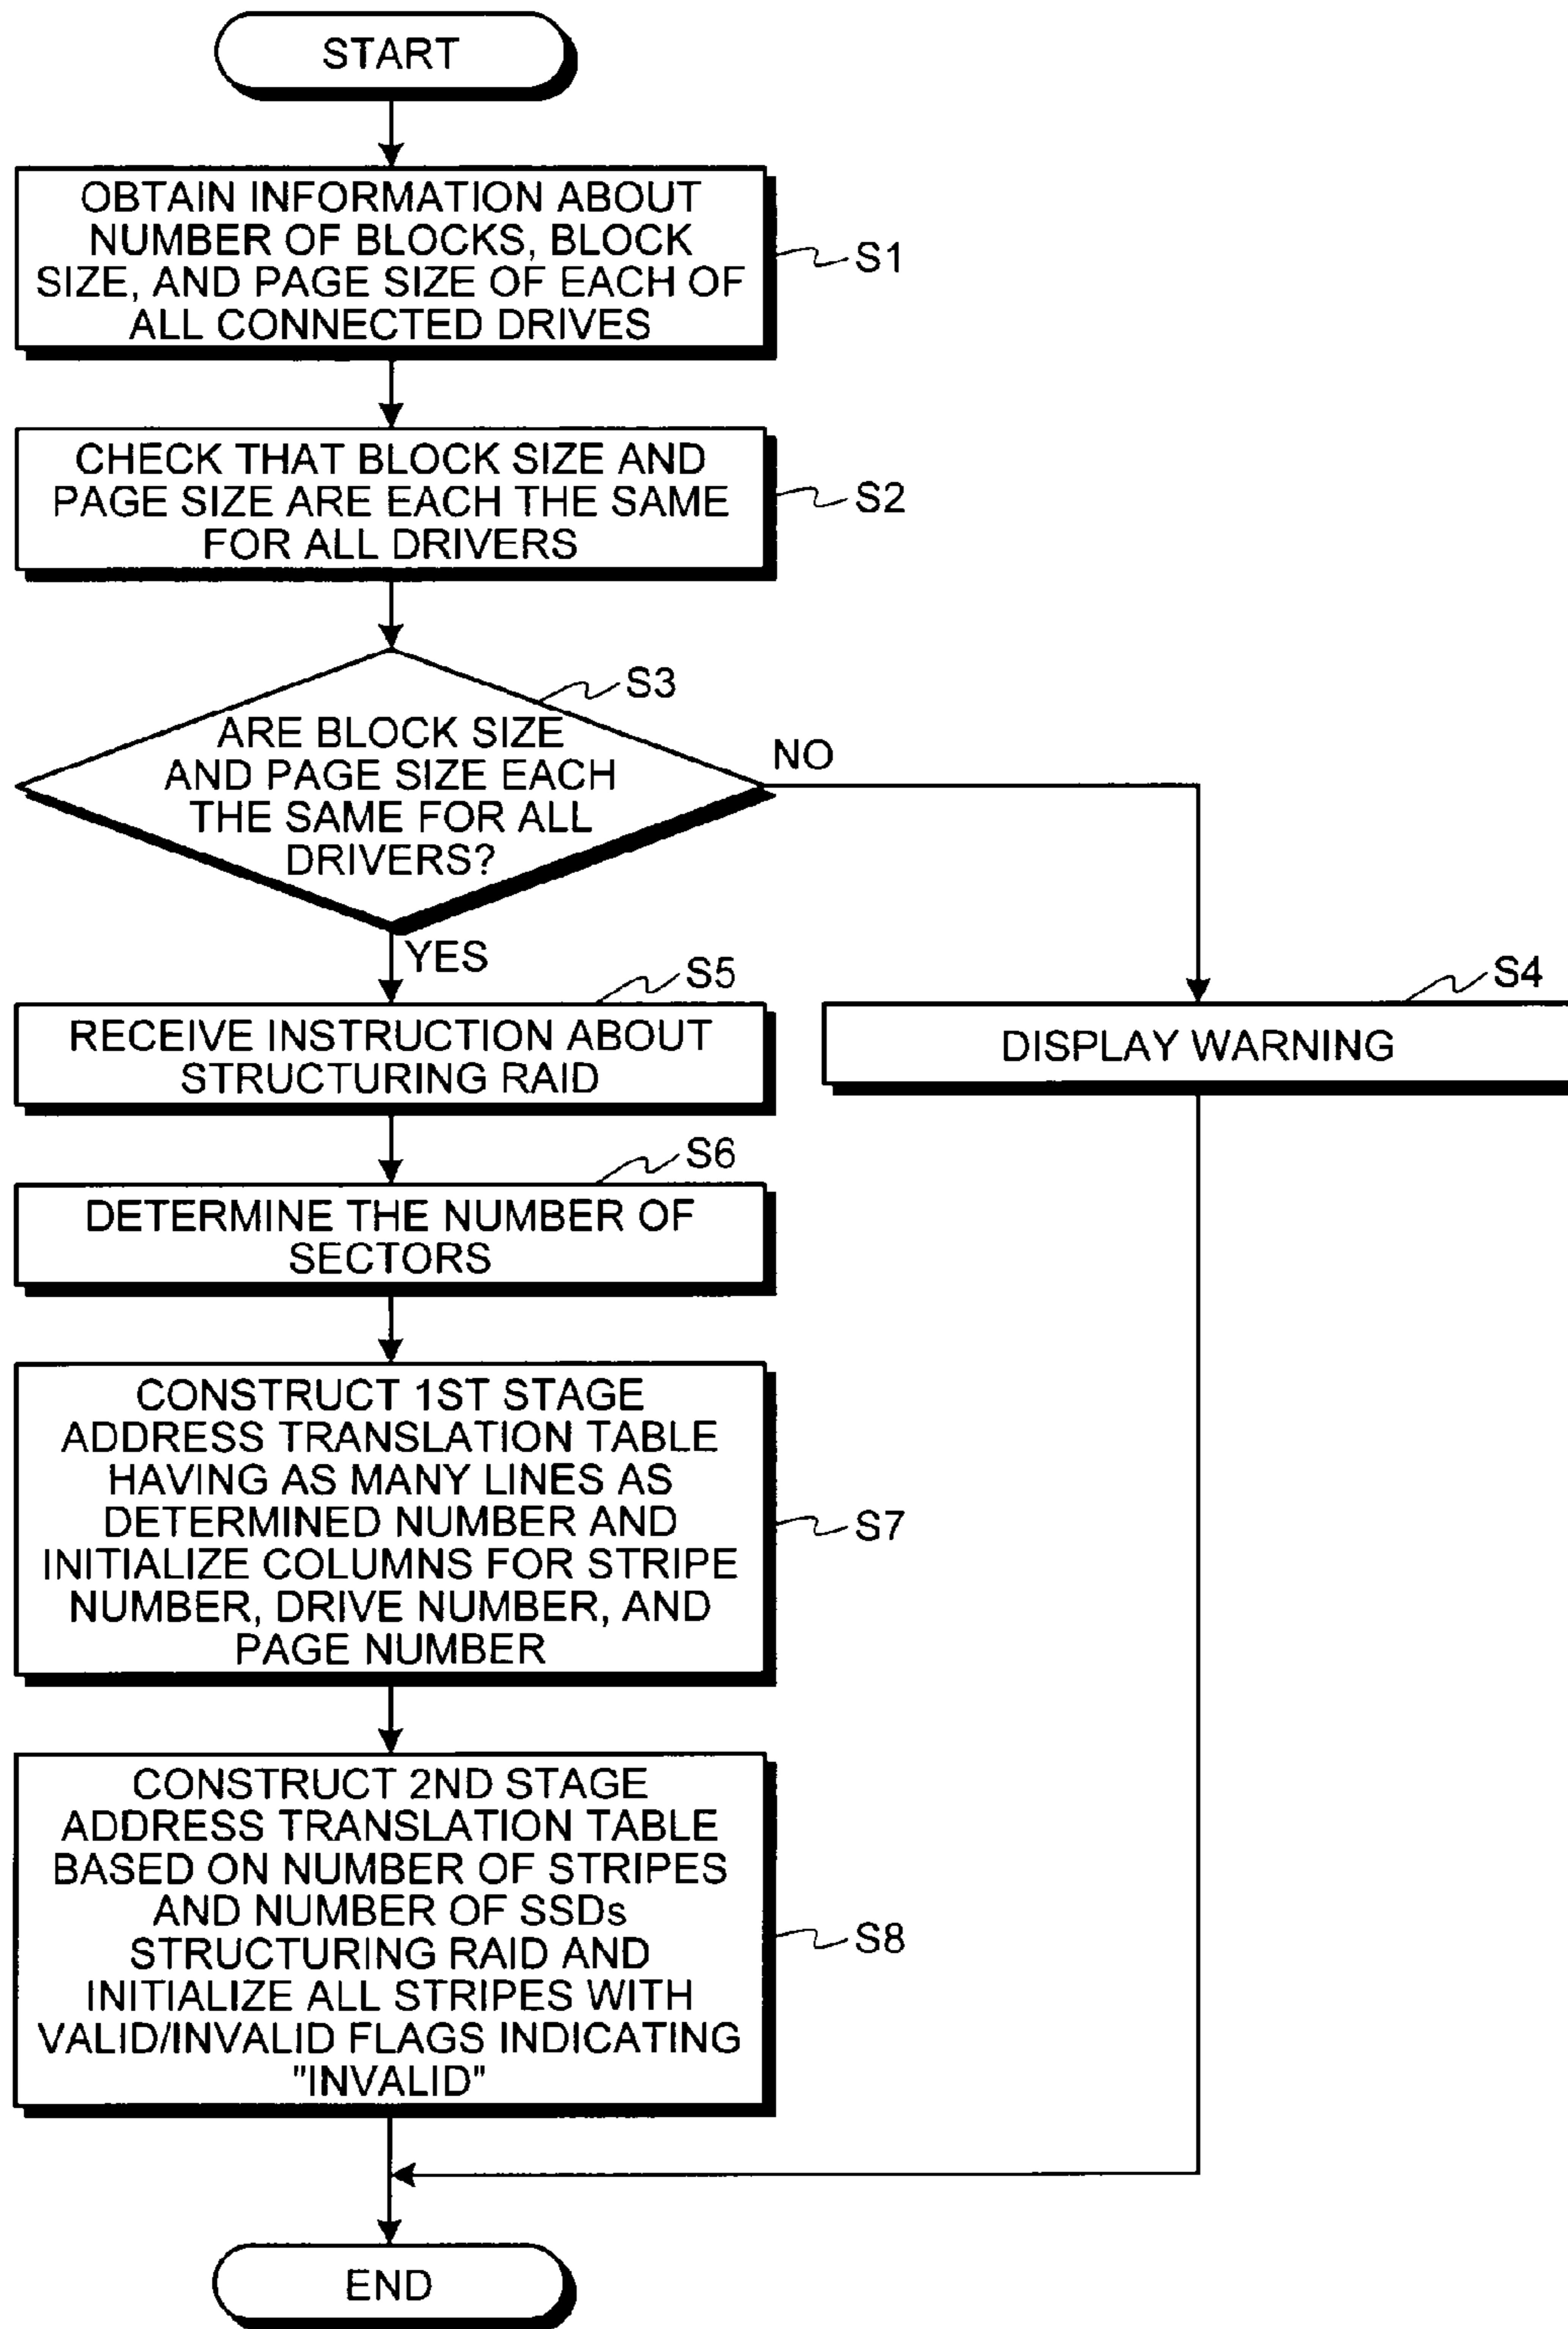 START
OBTAIN INFORMATION ABOUT
NUMBER OF BLOCKS, BLOCK
SIZE, AND PAGE SIZE OF EACH OF
ALL CONNECTED DRIVES
S1
CHECK THAT BLOCK SIZE AND
PAGE SIZE ARE EACH THE SAME
FOR ALL DRIVERS
S2
S3
ARE BLOCK SIZE
AND PAGE SIZE EACH
THE SAME FOR ALL
DRIVERS?
NO
YES
S5
RECEIVE INSTRUCTION ABOUT
STRUCTURING RAID
S4
DISPLAY WARNING
S6
DETERMINE THE NUMBER OF
SECTORS
CONSTRUCT 1ST STAGE
ADDRESS TRANSLATION TABLE
HAVING AS MANY LINES AS
DETERMINED NUMBER AND
INITIALIZE COLUMNS FOR STRIPE
NUMBER, DRIVE NUMBER, AND
PAGE NUMBER
S7
CONSTRUCT 2ND STAGE
ADDRESS TRANSLATION TABLE
BASED ON NUMBER OF STRIPES
AND NUMBER OF SSDs
STRUCTURING RAID AND
INITIALIZE ALL STRIPES WITH
VALID/INVALID FLAGS INDICATING
"INVALID"
S8
END